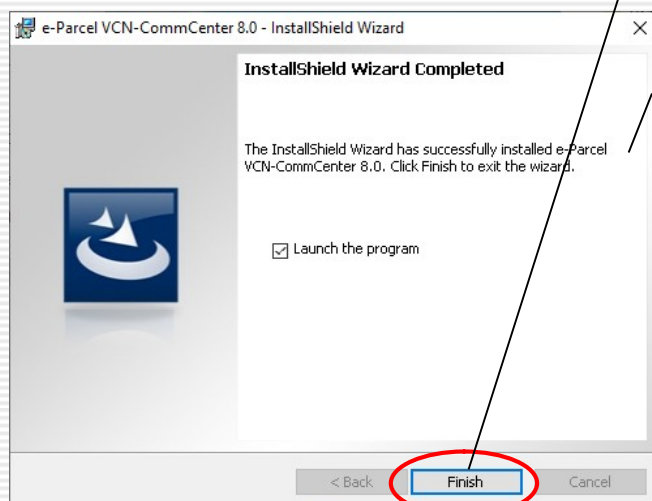 e-Parcel VCN-CommCenter 8.0 - InstallShield Wizard
InstallShield Wizard Completed
The InstallShield Wizard has successfully installed e-Parcel
VCN-CommCenter 8.0. Click Finish to exit the wizard.
Launch the program
< Back
Finish
Cancel